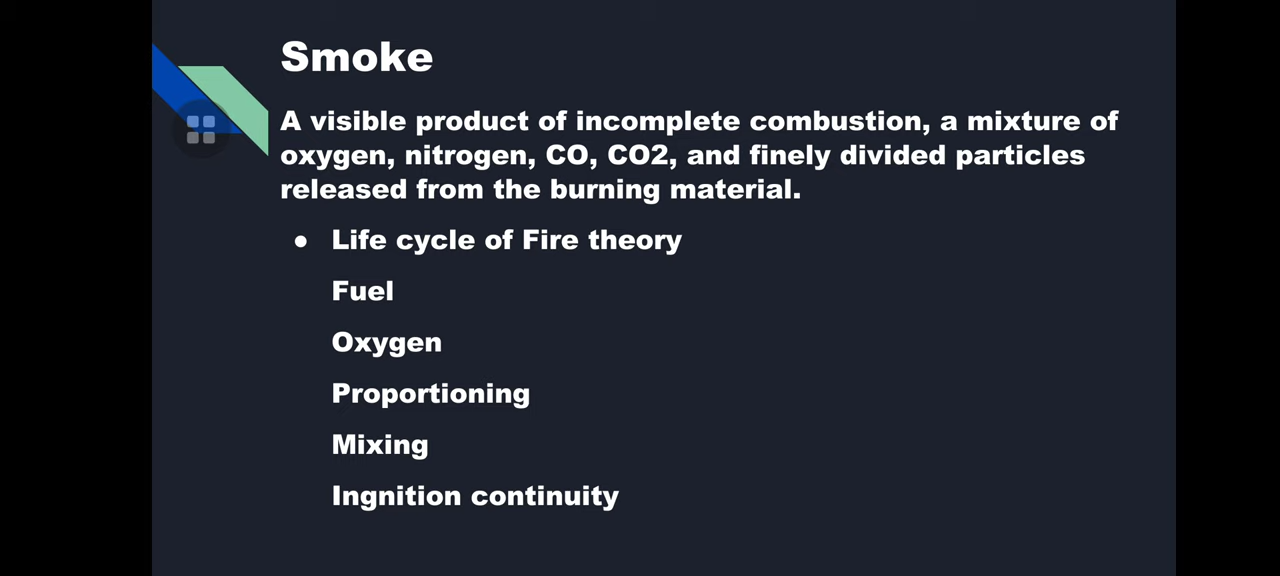 Smoke
A visible product of incomplete combustion, a mixture of
oxygen, nitrogen, CO, CO2, and finely divided particles
released from the burning material.
● Life cycle of Fire theory
Fuel
Oxygen
Proportioning
Mixing
Ingnition continuity